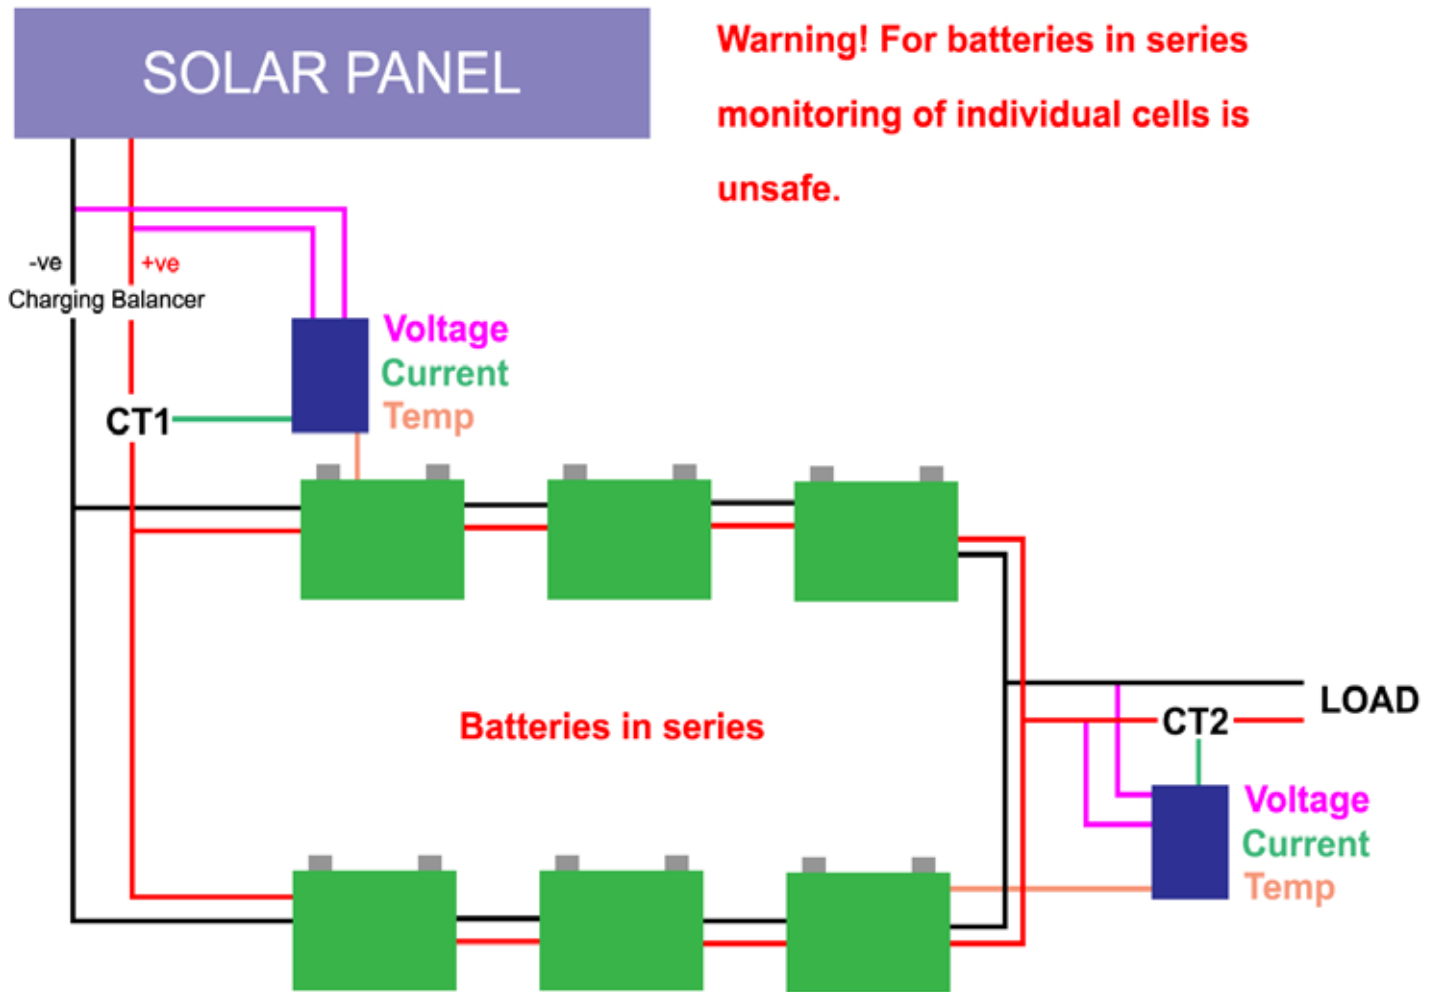 SOLAR PANEL
Warning! For batteries in series
monitoring of individual cells is
unsafe.
-ve
+ve
Charging Balancer
Voltage
Current
Temp
CT1
Batteries in series
LOAD
CT2
Voltage
Current
Temp